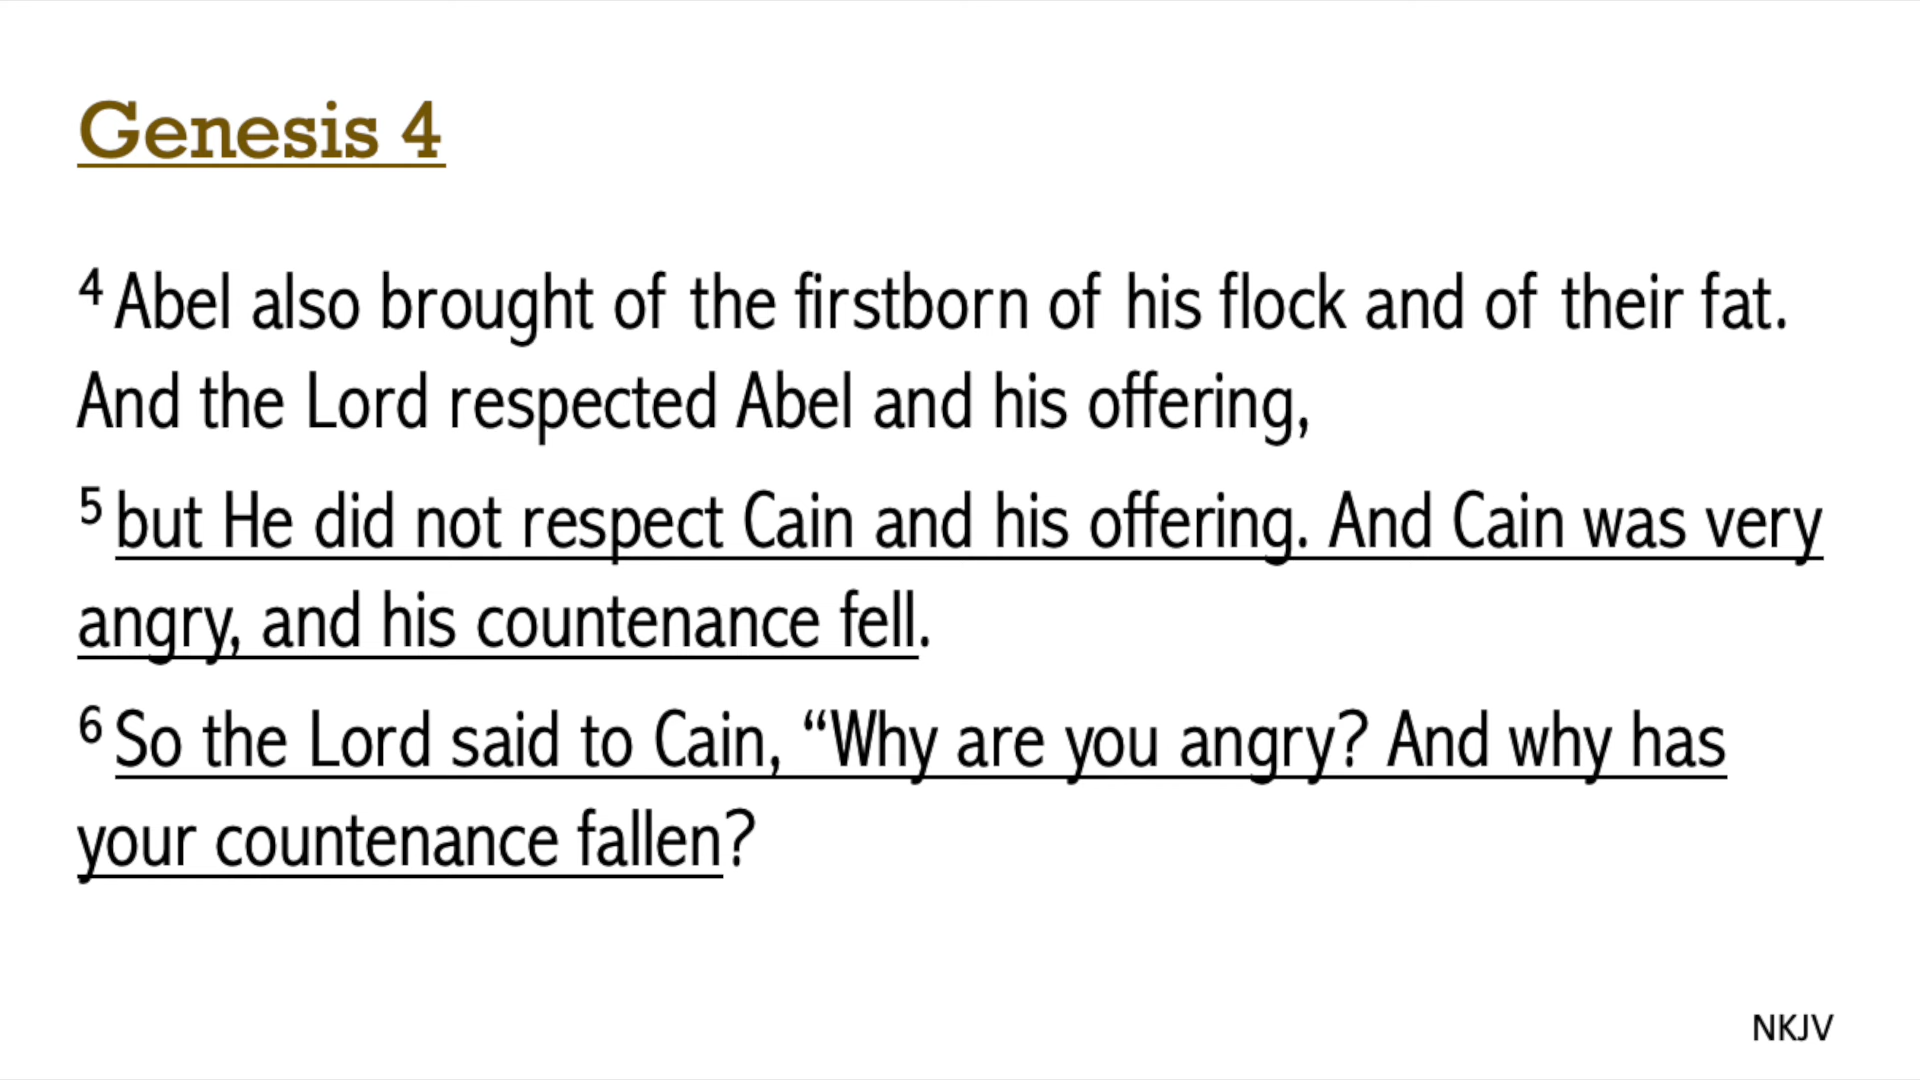 Genesis 4
4 Abel also brought of the firstborn of his flock and of their fat.
And the Lord respected Abel and his offering,
5 but He did not respect Cain and his offering. And Cain was very
angry, and his countenance fell.
6 So the Lord said to Cain, “Why are you angry? And why has
your countenance fallen?
NKJV